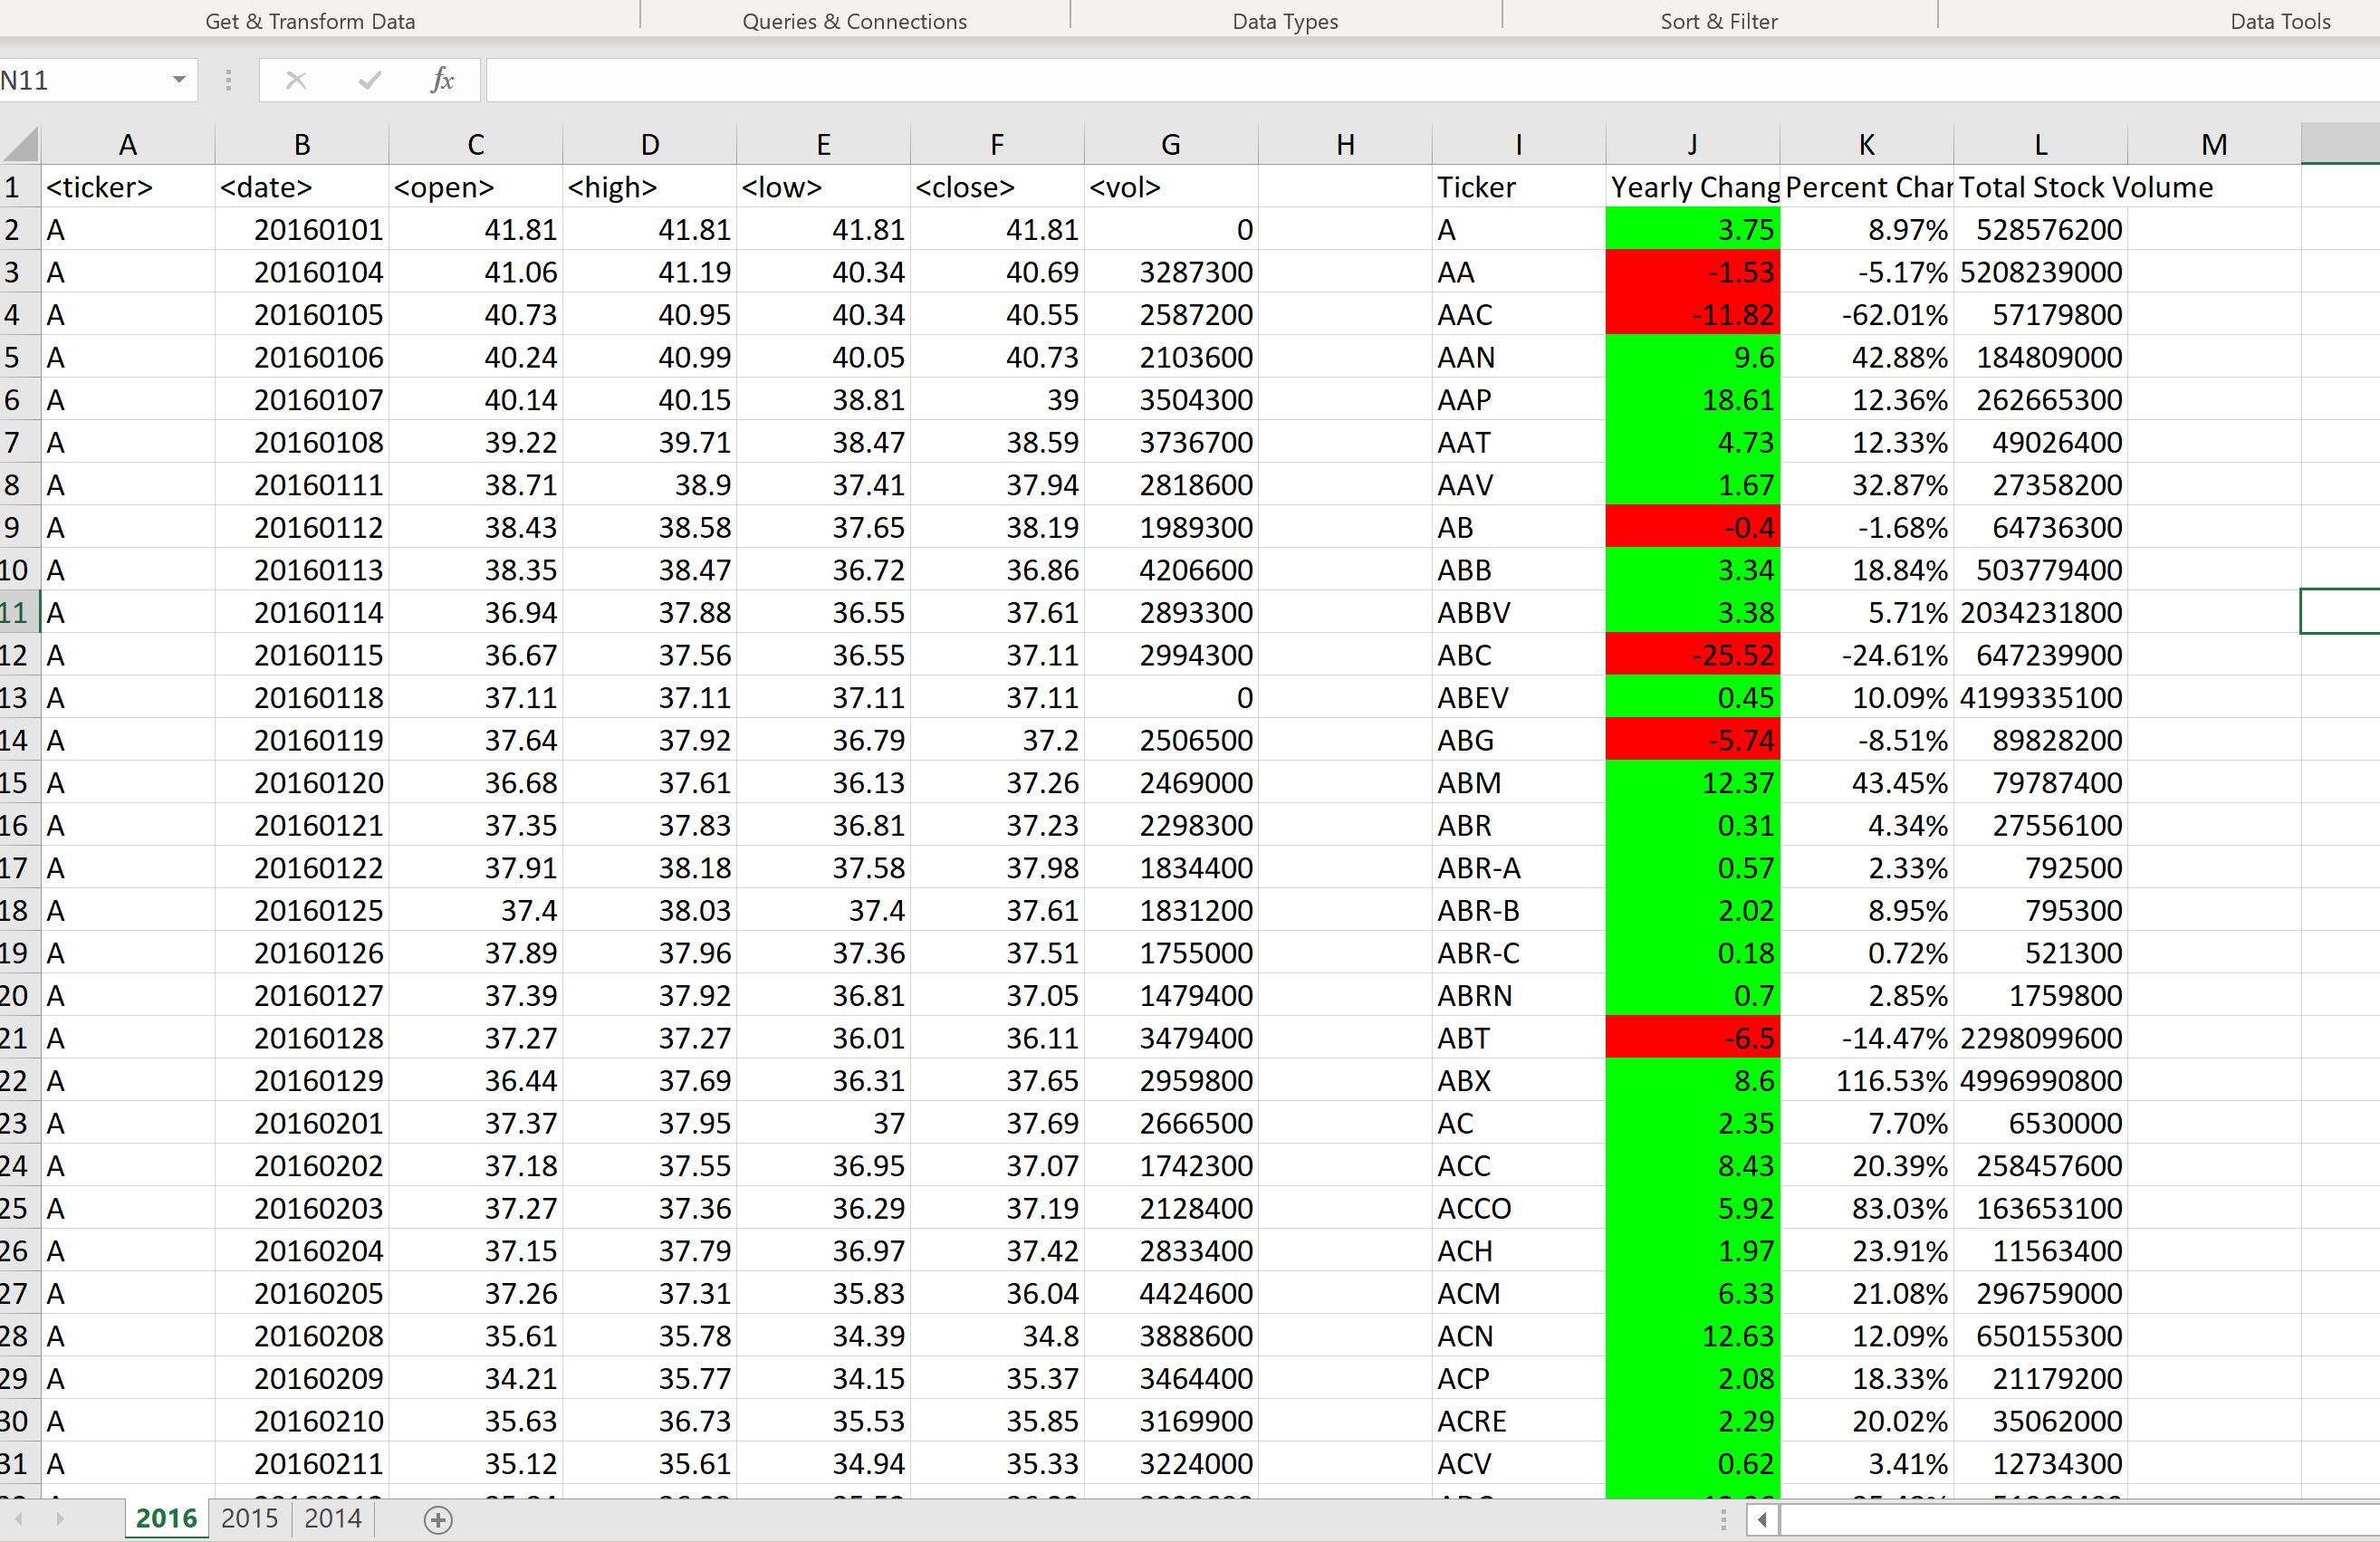 Get & Transform Data Queries & Connections Data Types Sort & Filter Data Tools
N11 fx
A B C D E F G H I J K L M
1 <ticker> <date> <open> <high> <low> <close> <vol> Ticker Yearly Chang Percent Char Total Stock Volume
2 A 20160101 41.81 41.81 41.81 41.81 0 A 3.75 8.97% 528576200
3 A 20160104 41.06 41.19 40.34 40.69 3287300 AA -1.53 -5.17% 5208239000
4 A 20160105 40.73 40.95 40.34 40.55 2587200 AAC -11.82 -62.01% 57179800
5 A 20160106 40.24 40.99 40.05 40.73 2103600 AAN 9.6 42.88% 184809000
6 A 20160107 40.14 40.15 38.81 39 3504300 AAP 18.61 12.36% 262665300
7 A 20160108 39.22 39.71 38.47 38.59 3736700 AAT 4.73 12.33% 49026400
8 A 20160111 38.71 38.9 37.41 37.94 2818600 AAV 1.67 32.87% 27358200
9 A 20160112 38.43 38.58 37.65 38.19 1989300 AB -0.4 -1.68% 64736300
10 A 20160113 38.35 38.47 36.72 36.86 4206600 ABB 3.34 18.84% 503779400
11 A 20160114 36.94 37.88 36.55 37.61 2893300 ABBV 3.38 5.71% 2034231800
12 A 20160115 36.67 37.56 36.55 37.11 2994300 ABC -25.52 -24.61% 647239900
13 A 20160118 37.11 37.11 37.11 37.11 0 ABEV 0.45 10.09% 4199335100
14 A 20160119 37.64 37.92 36.79 37.2 2506500 ABG -5.74 -8.51% 89828200
15 A 20160120 36.68 37.61 36.13 37.26 2469000 ABM 12.37 43.45% 79787400
16 A 20160121 37.35 37.83 36.81 37.23 2298300 ABR 0.31 4.34% 27556100
17 A 20160122 37.91 38.18 37.58 37.98 1834400 ABR-A 0.57 2.33% 792500
18 A 20160125 37.4 38.03 37.4 37.61 1831200 ABR-B 2.02 8.95% 795300
19 A 20160126 37.89 37.96 37.36 37.51 1755000 ABR-C 0.18 0.72% 521300
20 A 20160127 37.39 37.92 36.81 37.05 1479400 ABRN 0.7 2.85% 1759800
21 A 20160128 37.27 37.27 36.01 36.11 3479400 ABT -6.5 -14.47% 2298099600
22 A 20160129 36.44 37.69 36.31 37.65 2959800 ABX 8.6 116.53% 4996990800
23 A 20160201 37.37 37.95 37 37.69 2666500 AC 2.35 7.70% 6530000
24 A 20160202 37.18 37.55 36.95 37.07 1742300 ACC 8.43 20.39% 258457600
25 A 20160203 37.27 37.36 36.29 37.19 2128400 ACCO 5.92 83.03% 163653100
26 A 20160204 37.15 37.79 36.97 37.42 2833400 ACH 1.97 23.91% 11563400
27 A 20160205 37.26 37.31 35.83 36.04 4424600 ACM 6.33 21.08% 296759000
28 A 20160208 35.61 35.78 34.39 34.8 3888600 ACN 12.63 12.09% 650155300
29 A 20160209 34.21 35.77 34.15 35.37 3464400 ACP 2.08 18.33% 21179200
30 A 20160210 35.63 36.73 35.53 35.85 3169900 ACRE 2.29 20.02% 35062000
31 A 20160211 35.12 35.61 34.94 35.33 3224000 ACV 0.62 3.41% 12734300
2016 2015 2014